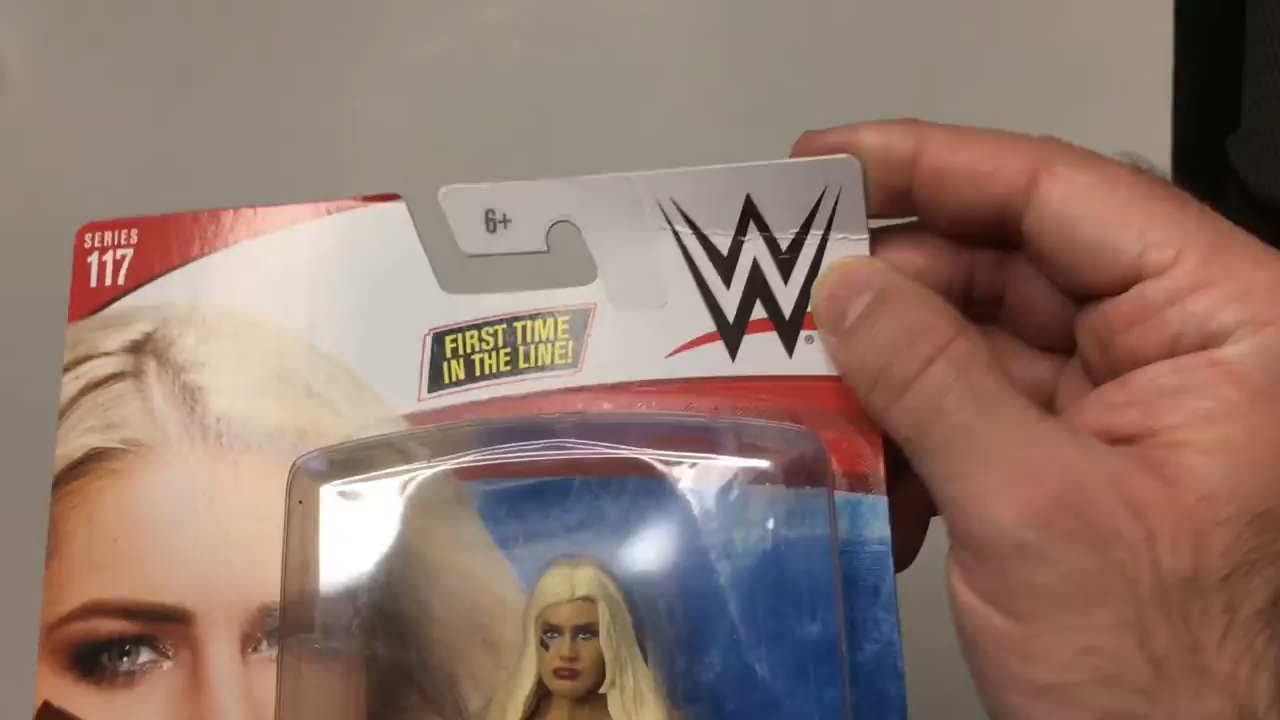 SERIES
117
6+
FIRST TIME
IN THE LINE!
W
®